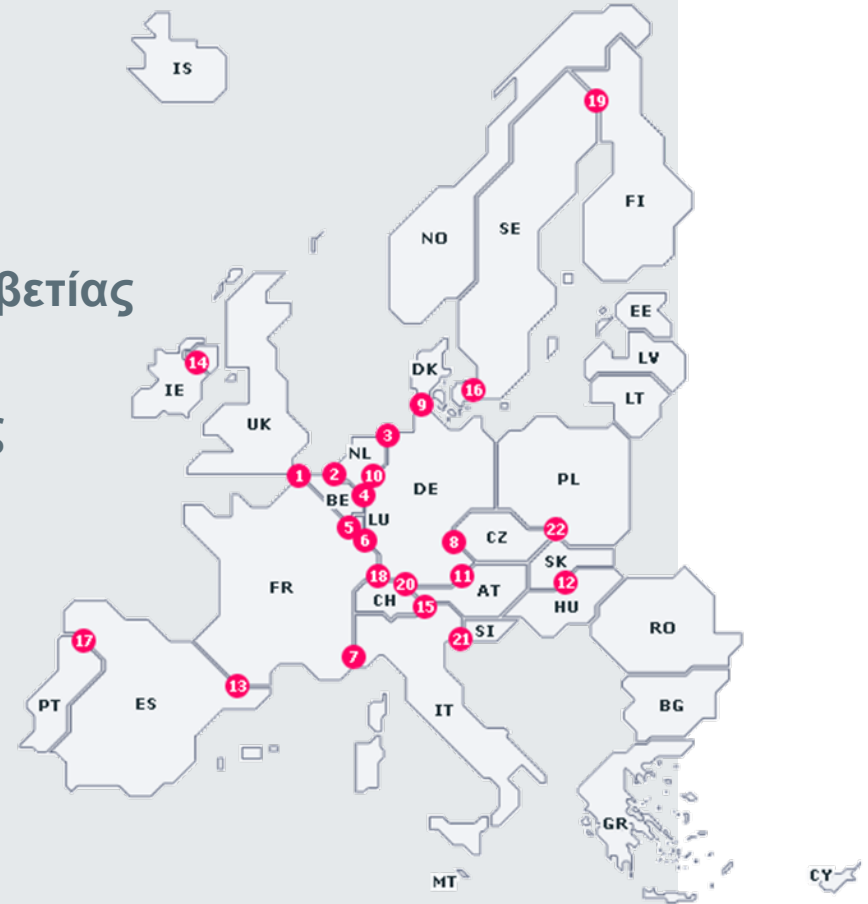 IS
19
FI
SE
NO
βετίας
EE
14
LV
DK
IE
16
LT
9
UK
3
NL
1
2
10
PL
DE
4
BE
LU
5
22
6
8
CZ
SK
18
20
11
12
FR
AT
CH
15
HU
RO
17
21
SI
7
13
PT
ES
IT
BG
GR
MT
CY